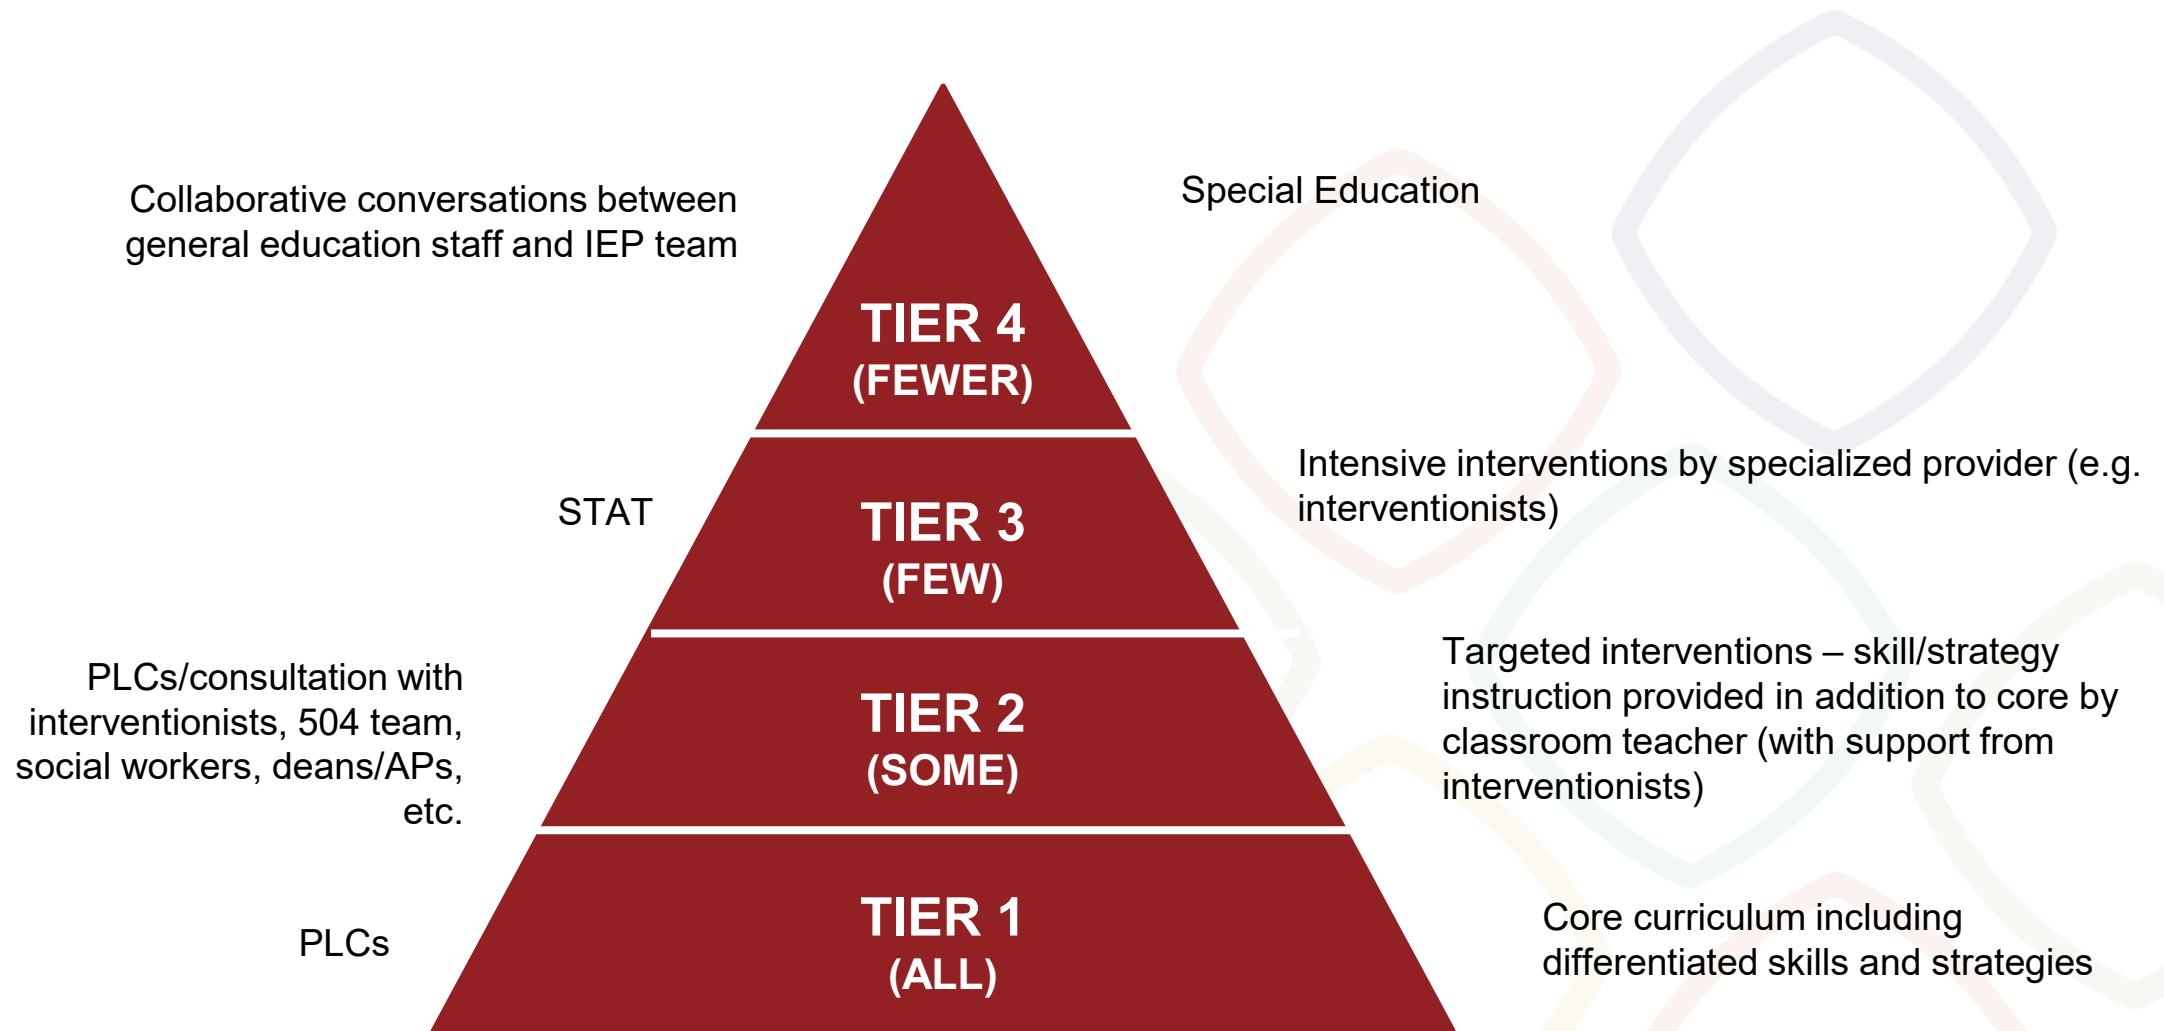 Collaborative conversations between
general education staff and IEP team
Special Education
TIER 4
(FEWER)
STAT
TIER 3
(FEW)
Intensive interventions by specialized provider (e.g.
interventionists)
PLCs/consultation with
interventionists, 504 team,
social workers, deans/APs,
etc.
TIER 2
(SOME)
Targeted interventions – skill/strategy
instruction provided in addition to core by
classroom teacher (with support from
interventionists)
PLCs
TIER 1
(ALL)
Core curriculum including
differentiated skills and strategies